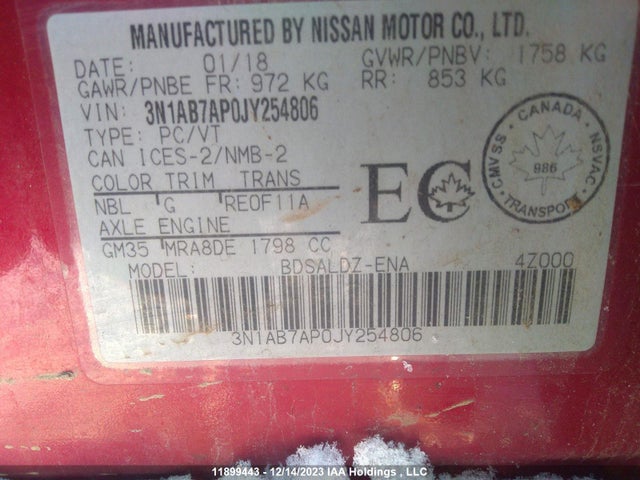 MANUFACTURED BY NISSAN MOTOR CO., LTD.
DATE: 01/18 GVWR/PNBV: 1758 KG
GAWR/PNBE FR: 972 KG RR: 853 KG
VIN: 3N1AB7AP0JY254806
TYPE: PC/VT
CAN ICES-2/NMB-2
COLOR TRIM TRANS
NBL G RE0F11A
AXLE ENGINE
GM35 MRA8DE 1798 CC
MODEL: BDSALDZ-ENA 4Z000
EC
CANADA
CMVSS NSVAC
986
TRANSPORT
3N1AB7AP0JY254806
11899443 - 12/14/2023 IAA Holdings , LLC